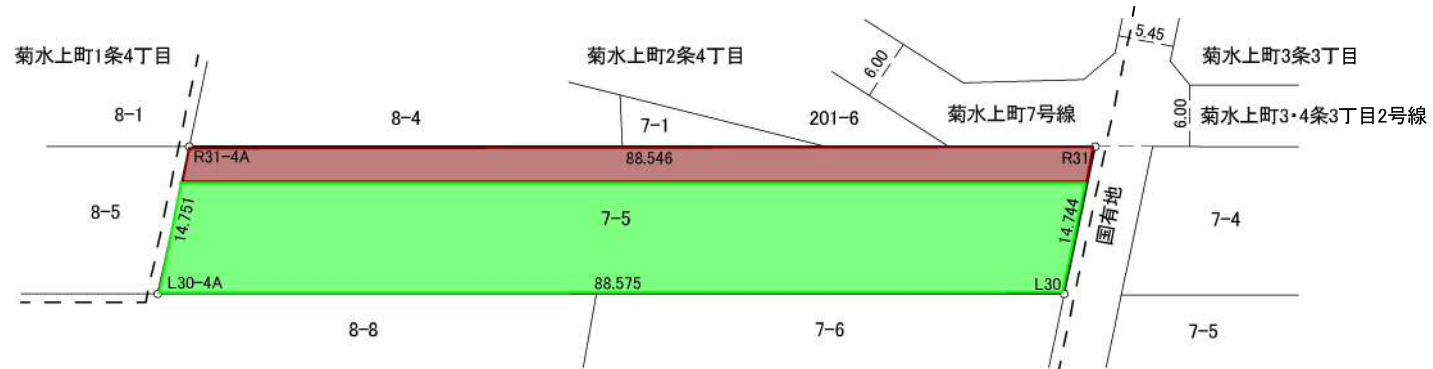 5.45
菊水上町1条4丁目
菊水上町2条4丁目
6.00
菊水上町3条3丁目
8-1
8-4
7-1
201-6
菊水上町7号線
6.00
菊水上町3・4条3丁目2号線
R31-4A
88.546
R31
8-5
14.751
7-5
14.744
国有地
7-4
L30-4A
88.575
L30
8-8
7-6
7-5